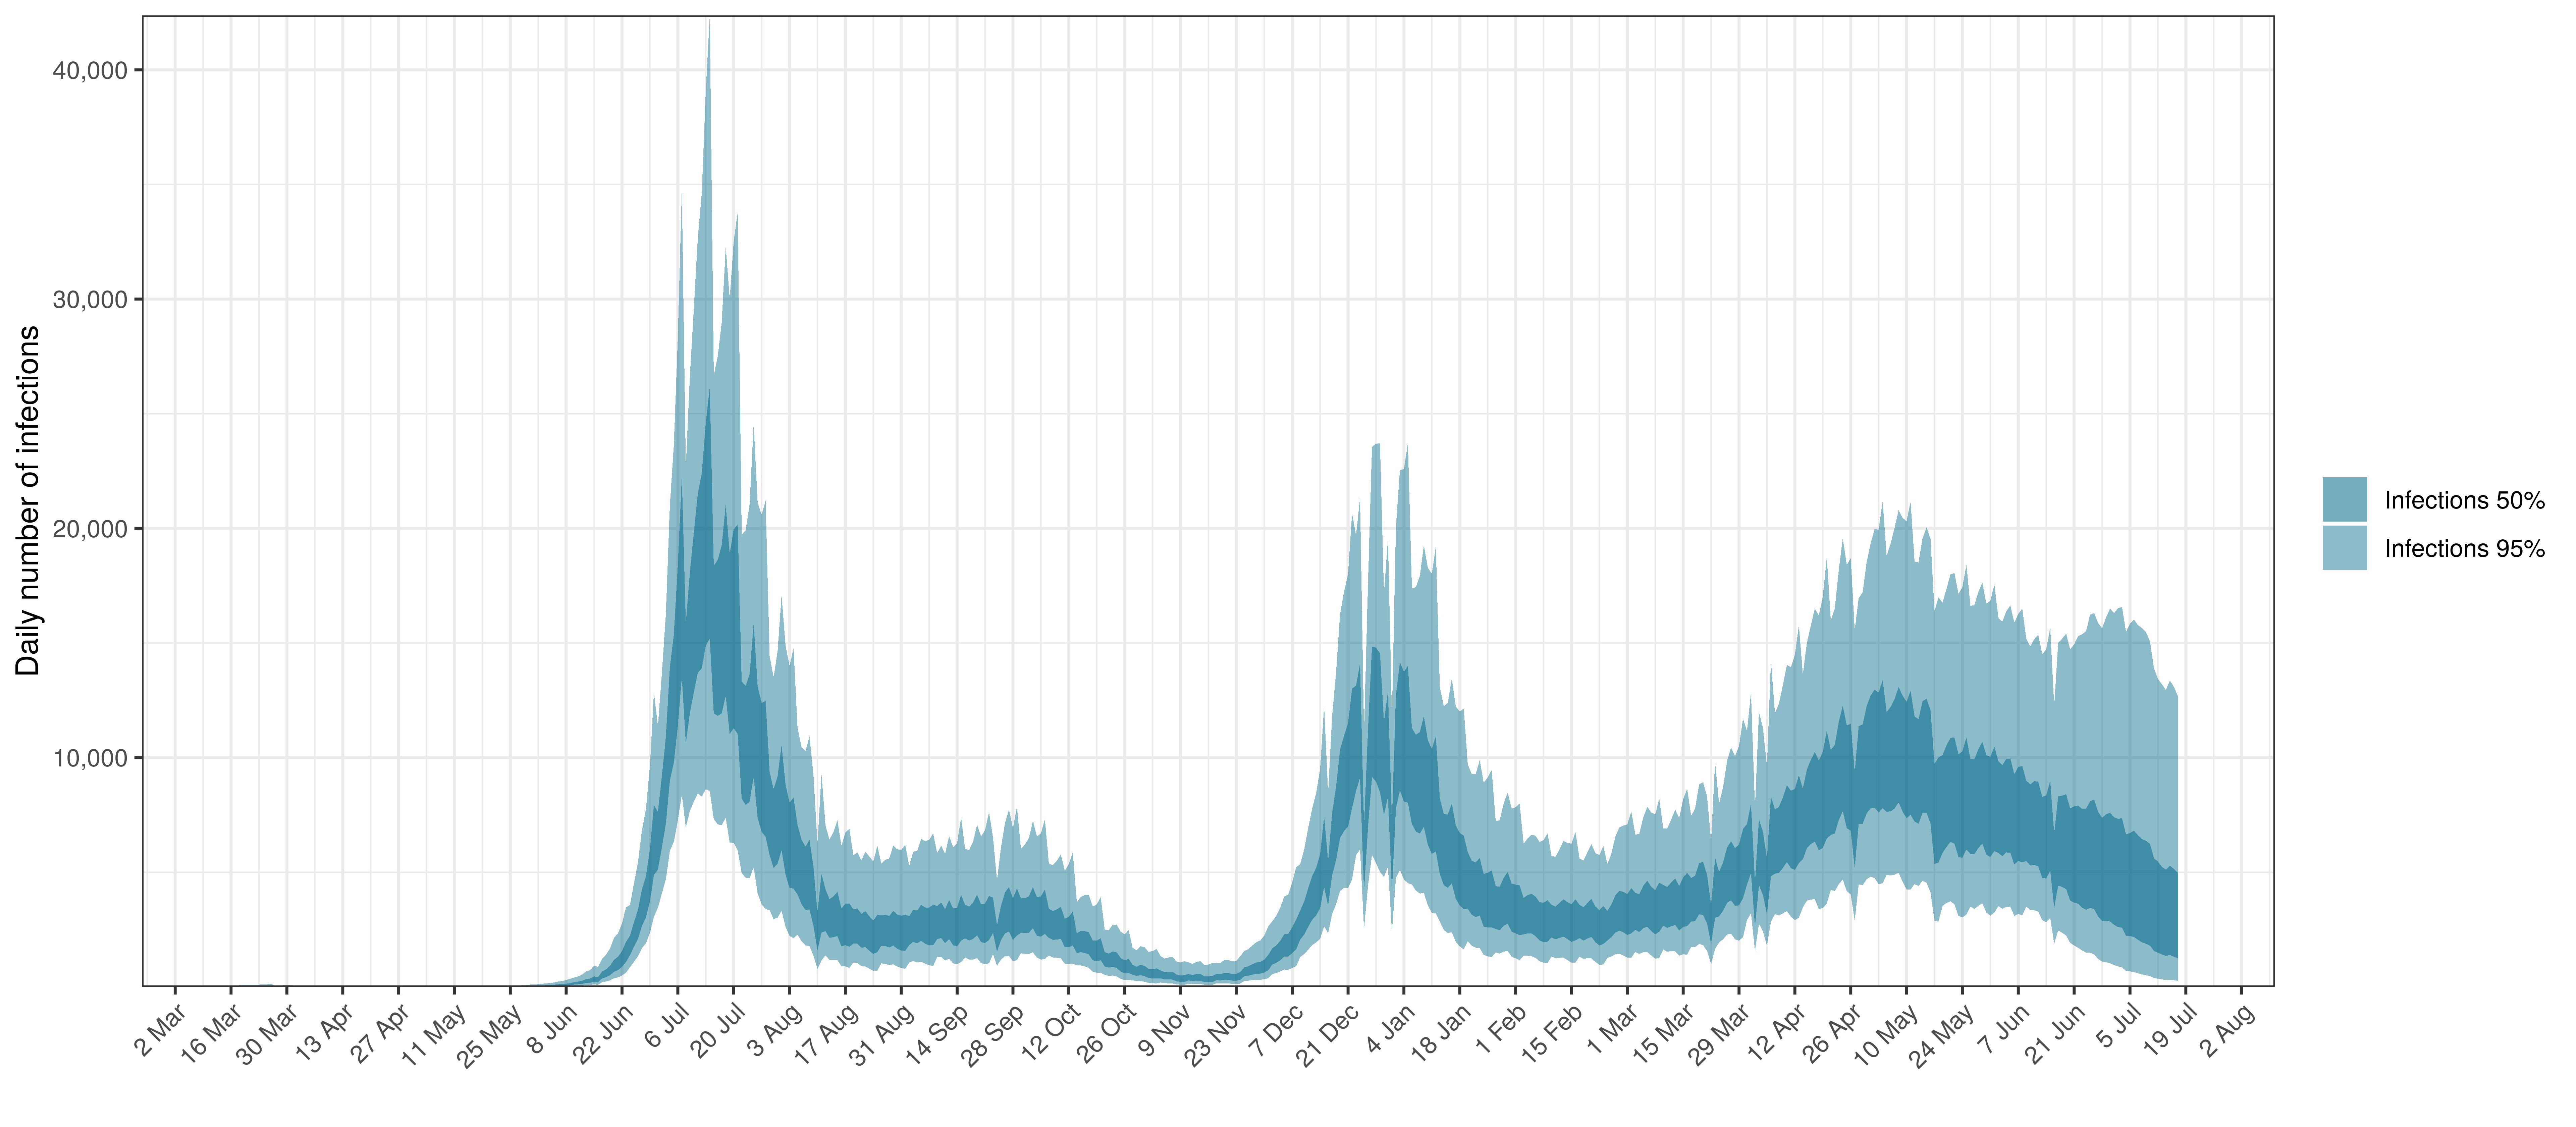 Daily number of infections
40,000
30,000
20,000
10,000
2 Mar
16 Mar
30 Mar
13 Apr
27 Apr
11 May
25 May
8 Jun
22 Jun
6 Jul
20 Jul
3 Aug
17 Aug
31 Aug
14 Sep
28 Sep
12 Oct
26 Oct
9 Nov
23 Nov
7 Dec
21 Dec
4 Jan
18 Jan
1 Feb
15 Feb
1 Mar
15 Mar
29 Mar
12 Apr
26 Apr
10 May
24 May
7 Jun
21 Jun
5 Jul
19 Jul
2 Aug
Infections 50%
Infections 95%